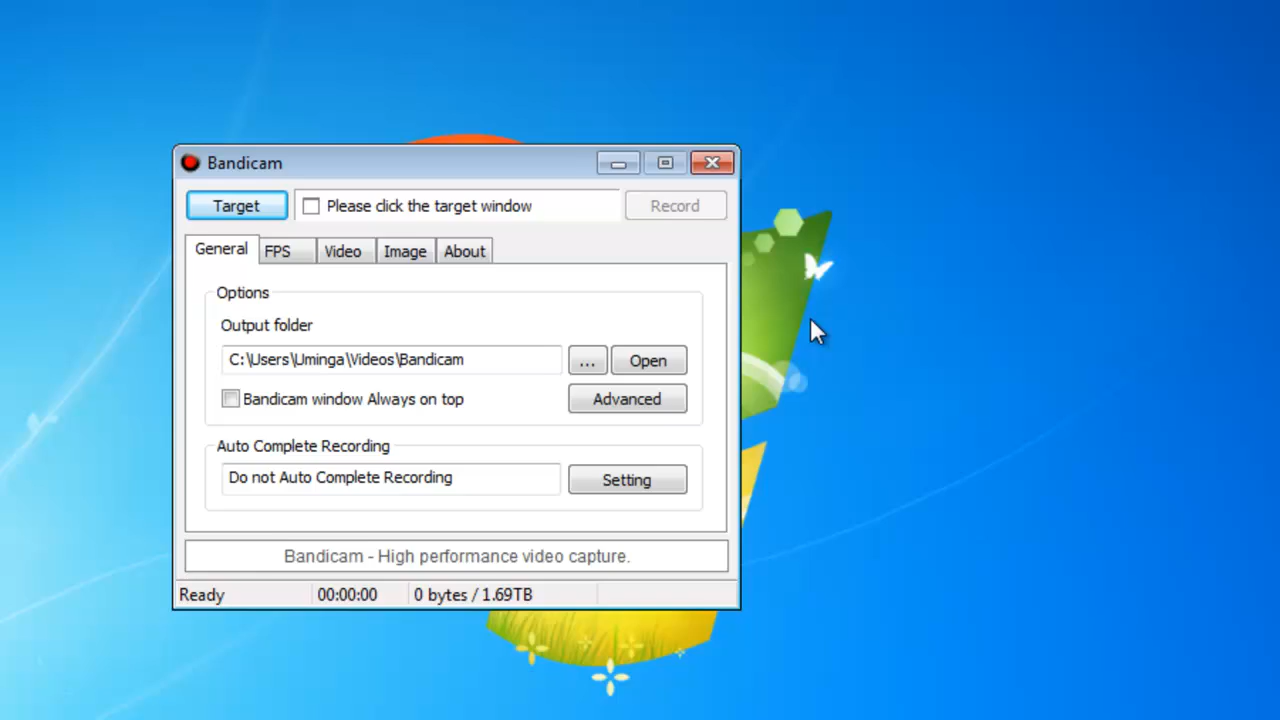 Bandicam
Target Please click the target window Record
General FPS Video Image About
Options
Output folder
C:\Users\Uminga\Videos\Bandicam ... Open
Bandicam window Always on top Advanced
Auto Complete Recording
Do not Auto Complete Recording Setting
Bandicam - High performance video capture.
Ready 00:00:00 0 bytes / 1.69TB